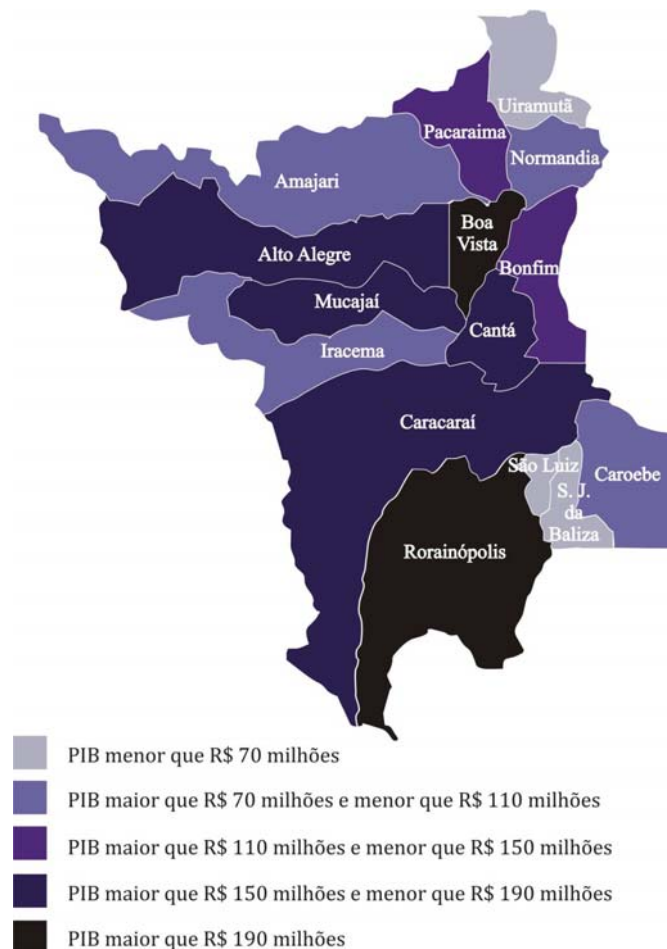 Uiramutã
Pacaraima
Normandia
Amajari
Boa
Vista
Alto Alegre
Bonfim
Mucajaí
Cantá
Iracema
Caracaraí
São Luiz
Caroebe
S. J.
da
Baliza
Rorainópolis
PIB menor que R$ 70 milhões
PIB maior que R$ 70 milhões e menor que R$ 110 milhões
PIB maior que R$ 110 milhões e menor que R$ 150 milhões
PIB maior que R$ 150 milhões e menor que R$ 190 milhões
PIB maior que R$ 190 milhões